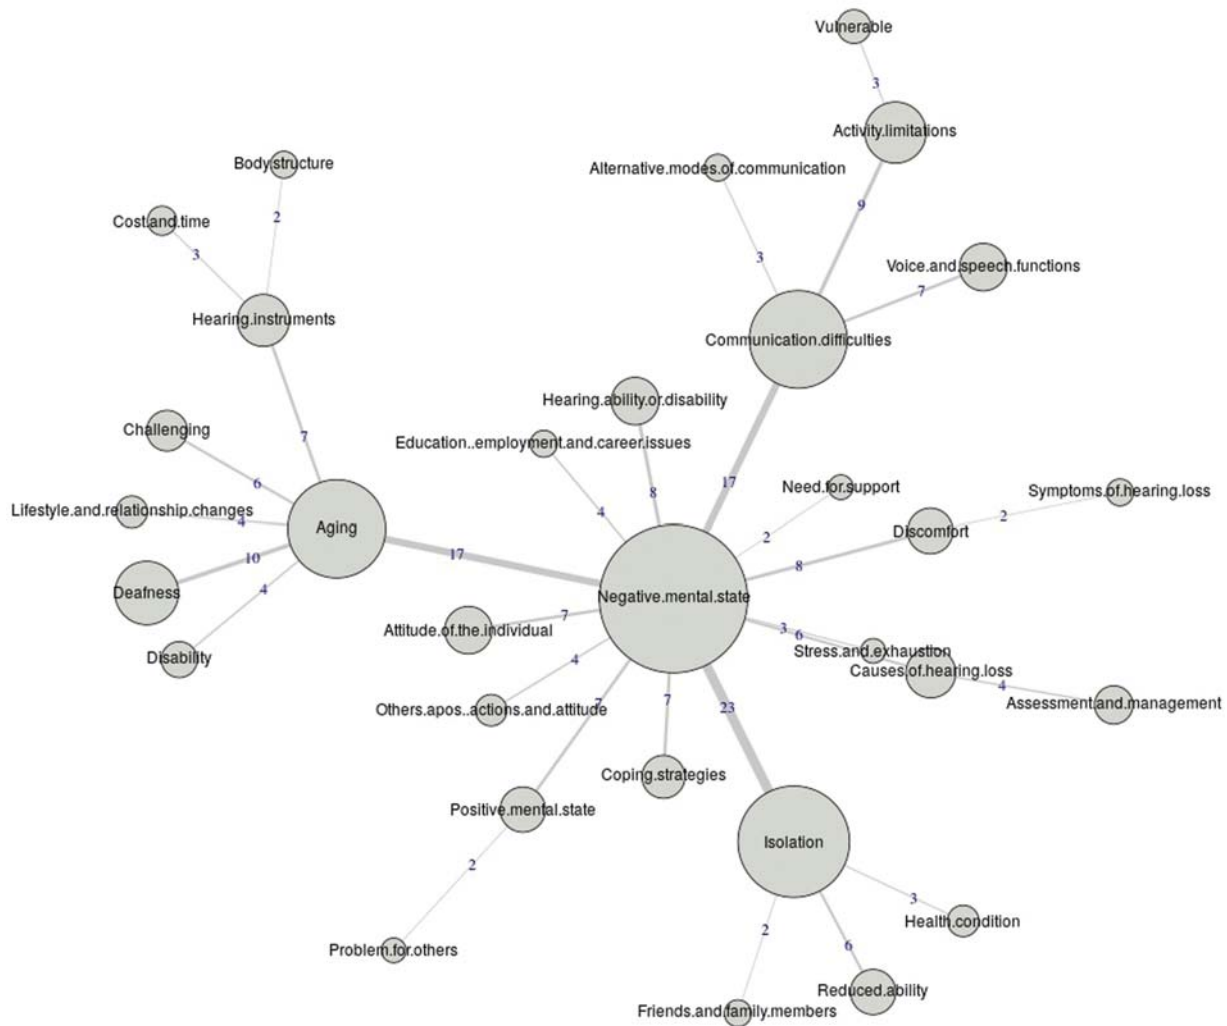 Vulnerable
3
Activity.limitations
Body.structure
Alternative.modes.of.communication
9
Cost.and.time
2
3
3
Voice.and.speech.functions
7
Hearing.instruments
Communication.difficulties
Hearing.ability.or.disability
Challenging
7
Education..employment.and.career.issues
6
17
Need.for.support
8
Symptoms.of.hearing.loss
Lifestyle.and.relationship.changes
4
4
2
2
Aging
Discomfort
10
17
8
Deafness
4
Negative.mental.state
7
3
6
Attitude.of.the.individual
Disability
4
Stress.and.exhaustion
Causes.of.hearing.loss
4
Others.apos..actions.and.attitude
7
7
23
Assessment.and.management
Coping.strategies
Positive.mental.state
Isolation
2
3
Health.condition
2
6
Problem.for.others
Reduced.ability
Friends.and.family.members